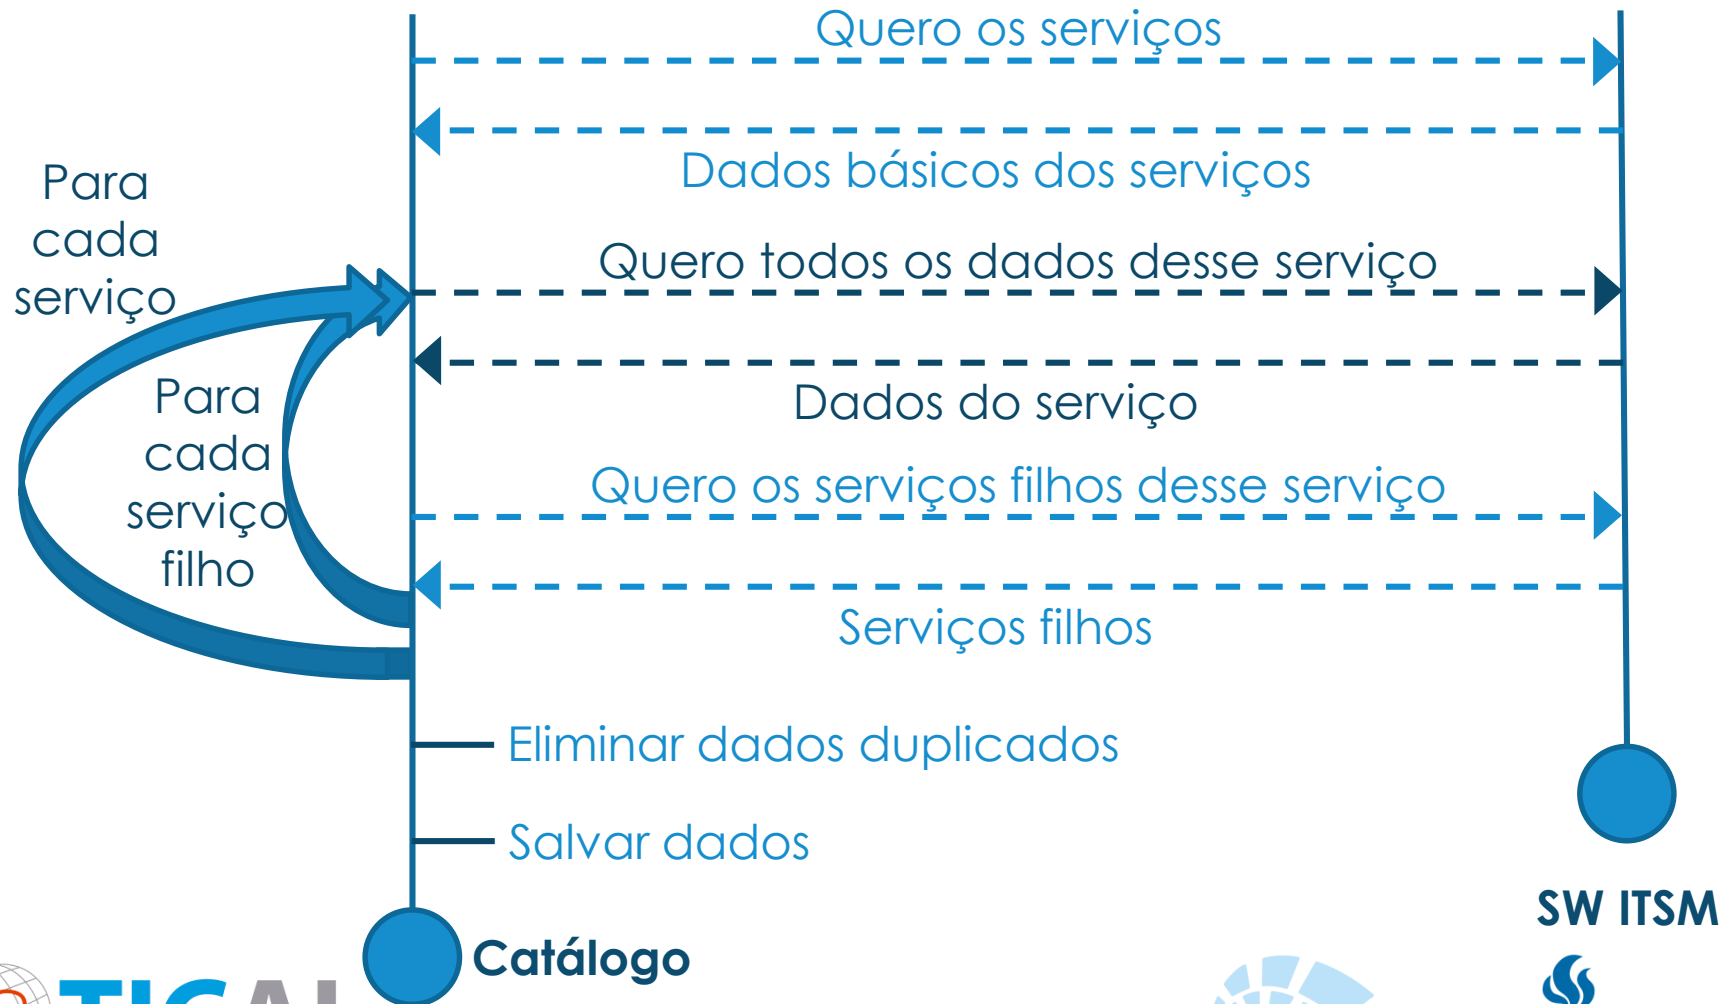 Quero os serviços
Dados básicos dos serviços
Para
cada
serviço
Quero todos os dados desse serviço
Dados do serviço
Para
cada
serviço
filho
Quero os serviços filhos desse serviço
Serviços filhos
Eliminar dados duplicados
Salvar dados
SW ITSM
Catálogo
TICAL